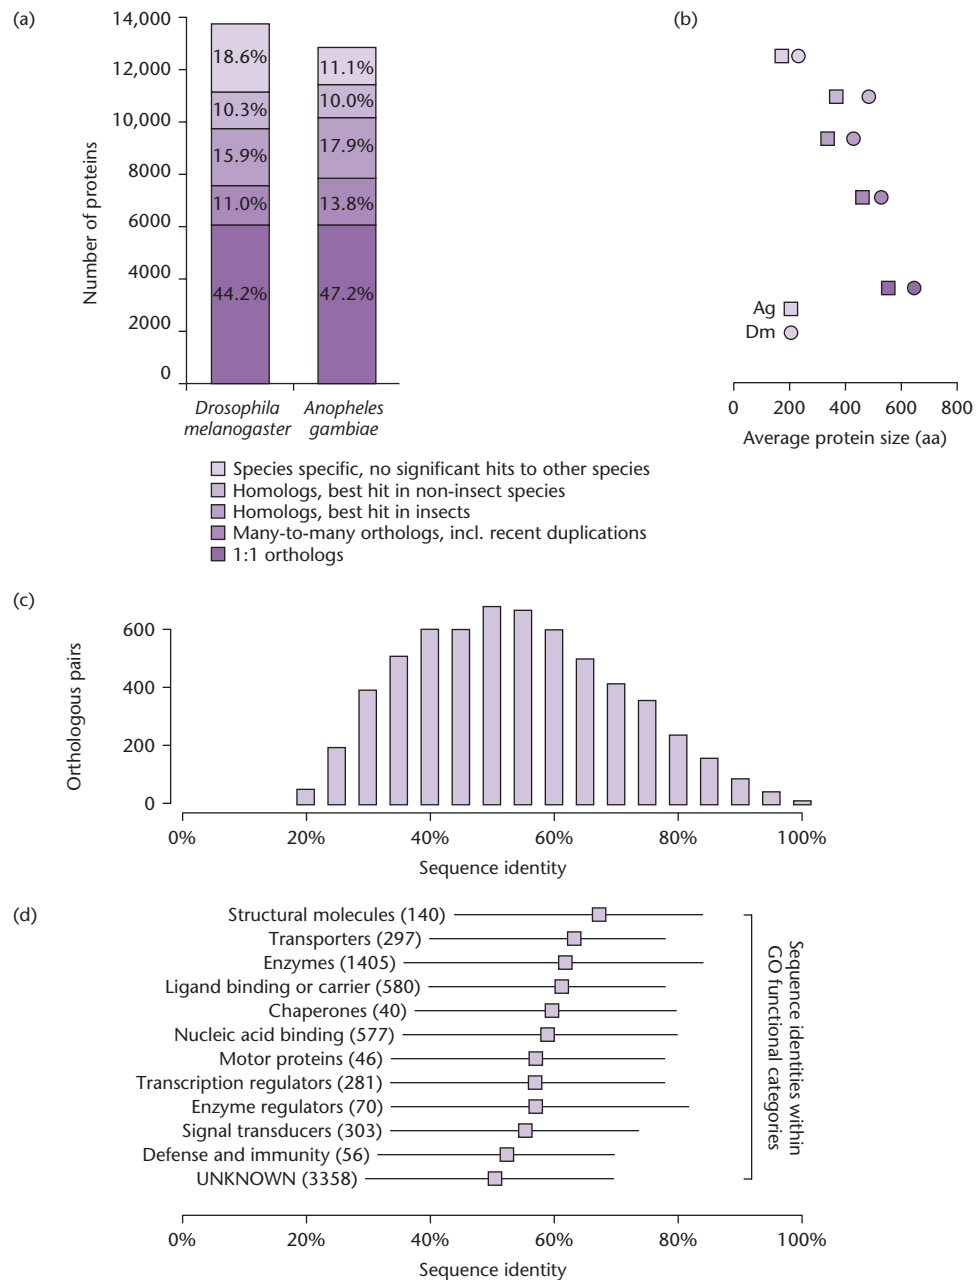 (a)
14,000
12,000
10,000
8000
6000
4000
2000
0
Number of proteins
18.6%
10.3%
15.9%
11.0%
44.2%
11.1%
10.0%
17.9%
13.8%
47.2%
Drosophila
melanogaster
Anopheles
gambiae
Species specific, no significant hits to other species
Homologs, best hit in non-insect species
Homologs, best hit in insects
Many-to-many orthologs, incl. recent duplications
1:1 orthologs
(b)
Ag
Dm
0 200 400 600 800
Average protein size (aa)
(c)
Orthologous pairs
600
400
200
0
0% 20% 40% 60% 80% 100%
Sequence identity
(d)
Structural molecules (140)
Transporters (297)
Enzymes (1405)
Ligand binding or carrier (580)
Chaperones (40)
Nucleic acid binding (577)
Motor proteins (46)
Transcription regulators (281)
Enzyme regulators (70)
Signal transducers (303)
Defense and immunity (56)
UNKNOWN (3358)
Sequence identities within
GO functional categories
0% 20% 40% 60% 80% 100%
Sequence identity